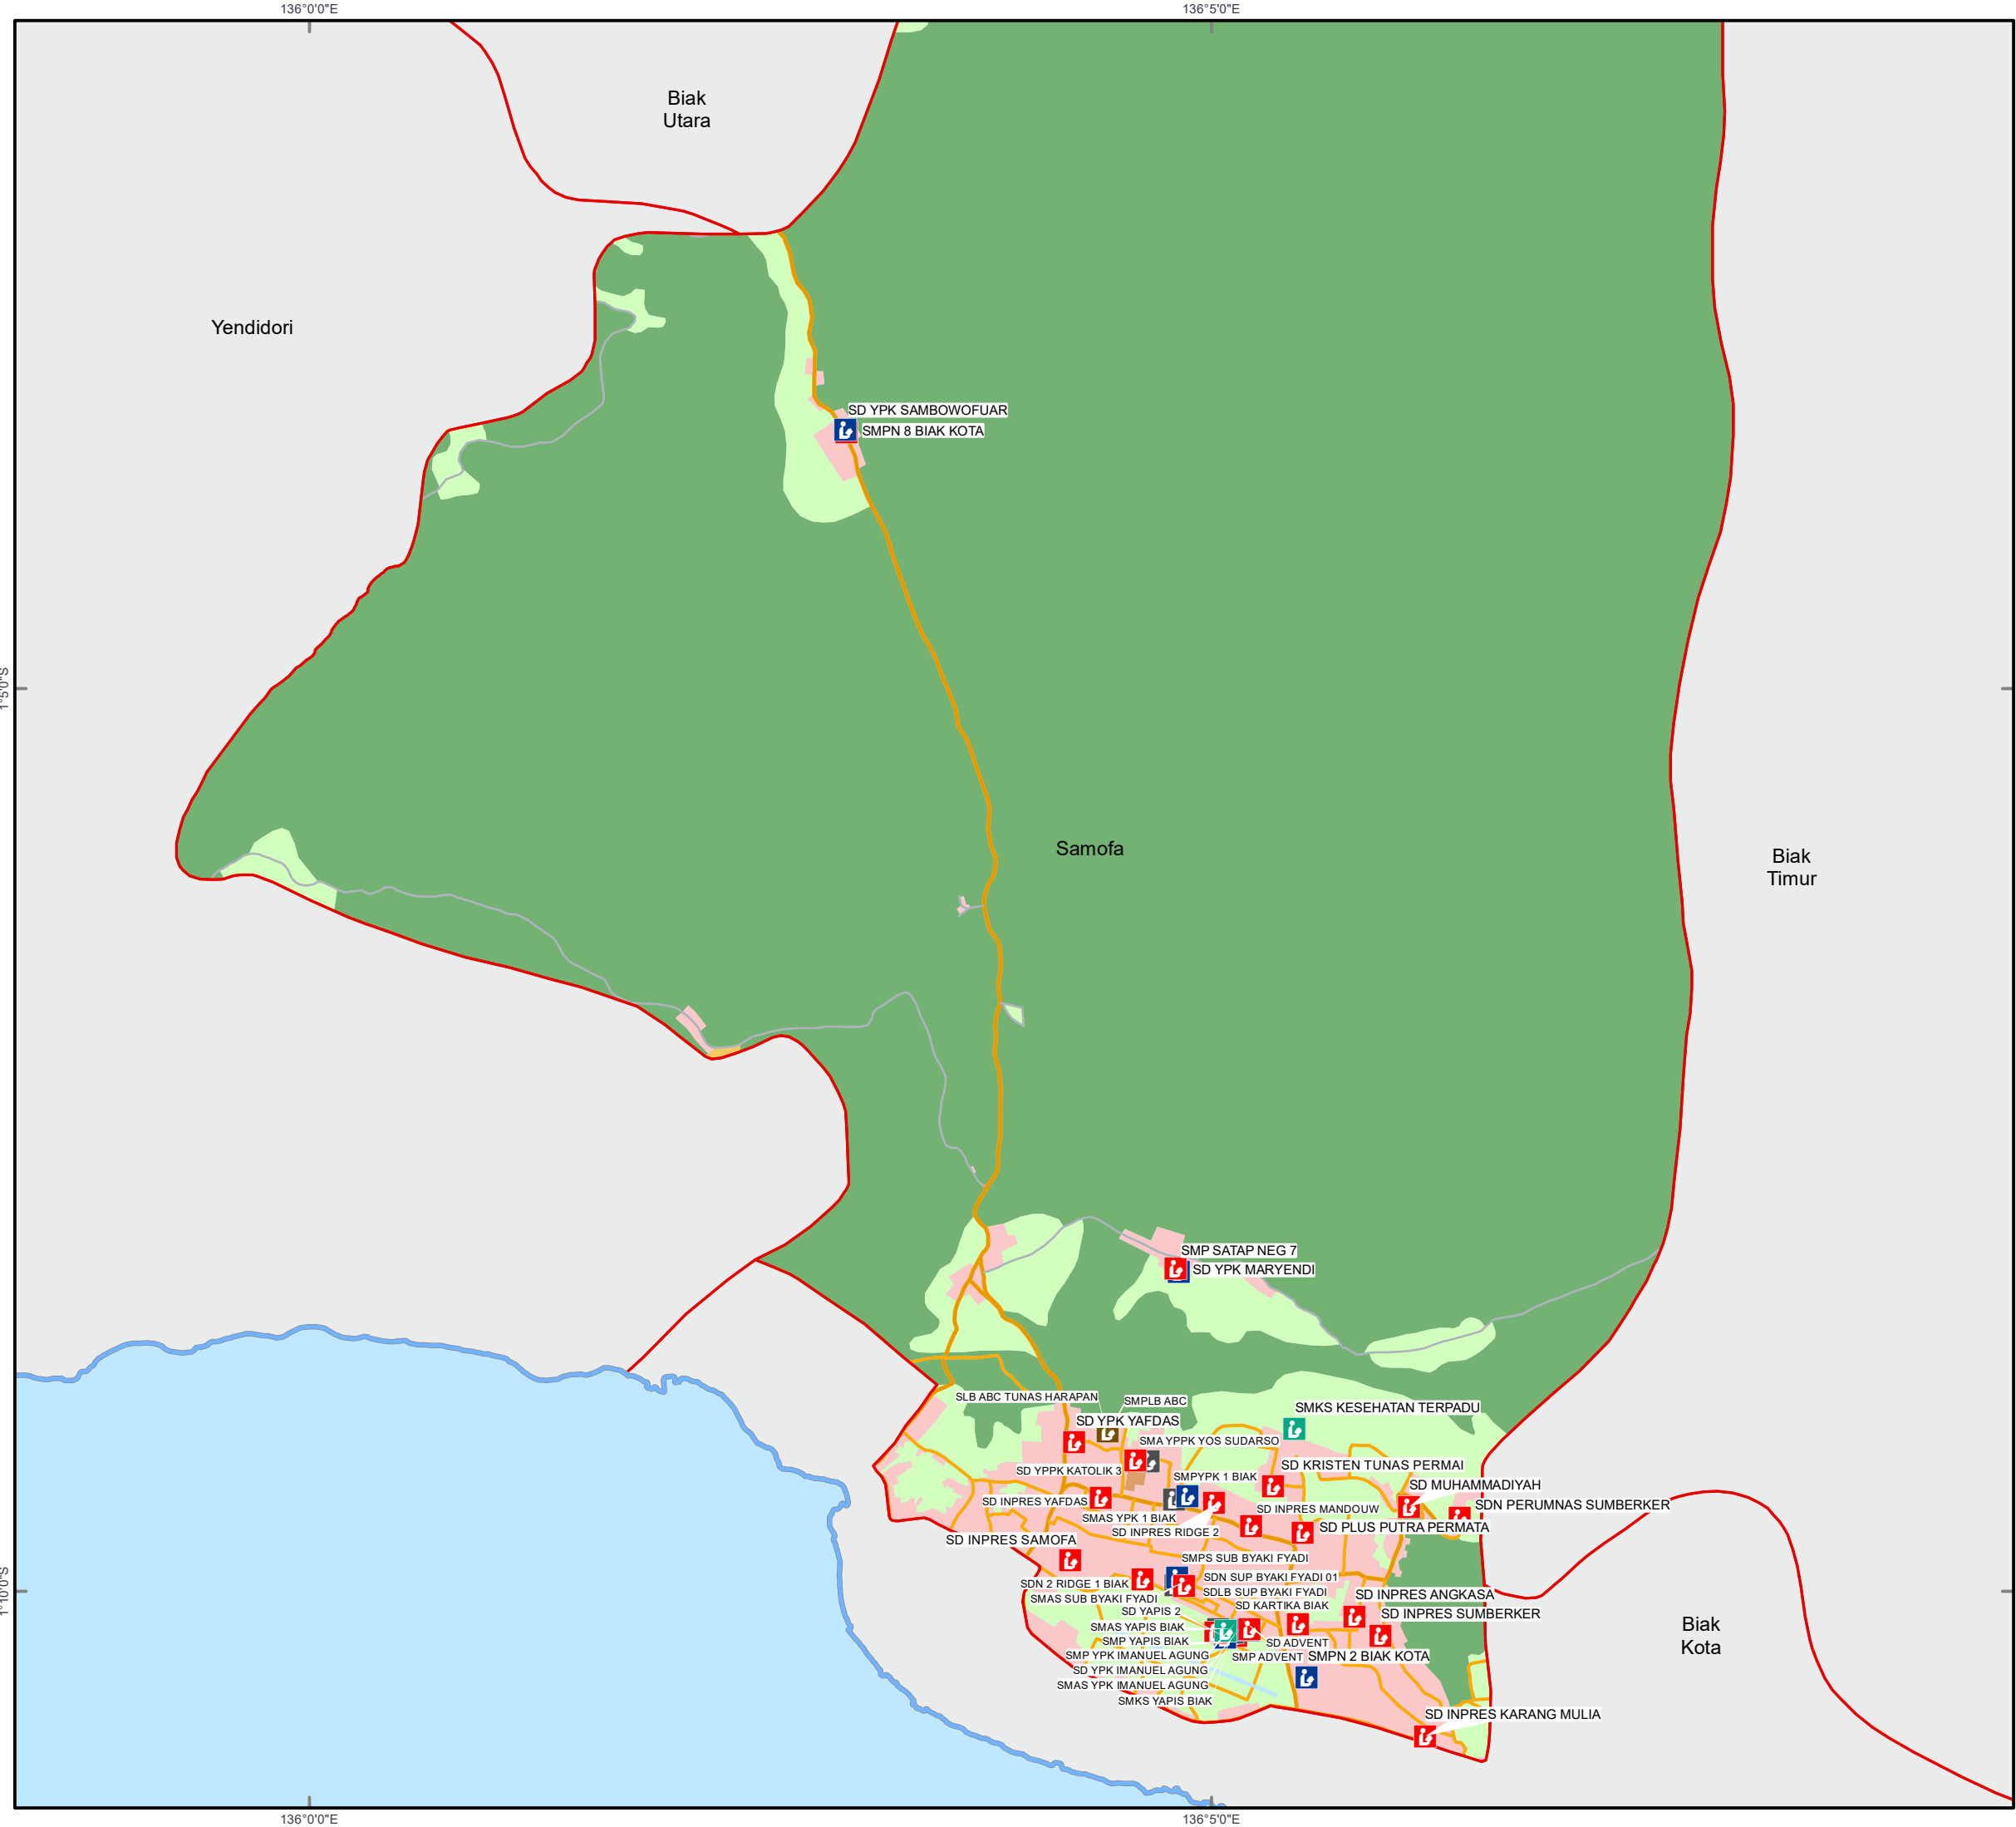 136°0'0"E
136°5'0"E
Biak
Utara
Yendidori
SD YPK SAMBOWOFUAR
SMPN 8 BIAK KOTA
1°5'0"S
Samofa
Biak
Timur
SMP SATAP NEG 7
SD YPK MARYENDI
SLB ABC TUNAS HARAPAN
SMPLB ABC
SMKS KESEHATAN TERPADU
SD YPK YAFDAS
SMA YPPK YOS SUDARSO
SD YPPK KATOLIK 3
SD KRISTEN TUNAS PERMAI
SMPYPK 1 BIAK
SD MUHAMMADIYAH
SD INPRES YAFDAS
SDN PERUMNAS SUMBERKER
SD INPRES MANDOUW
SMAS YPK 1 BIAK
SD PLUS PUTRA PERMATA
SD INPRES RIDGE 2
SD INPRES SAMOFA
SMPS SUB BYAKI FYADI
SDN SUP BYAKI FYADI 01
SDN 2 RIDGE 1 BIAK
SDLB SUP BYAKI FYADI
SD INPRES ANGKASA
SMAS SUB BYAKI FYADI
SD KARTIKA BIAK
SD YAPIS 2
SD INPRES SUMBERKER
SMAS YAPIS BIAK
SMP YAPIS BIAK
SD ADVENT
SMP YPK IMANUEL AGUNG
SMP ADVENT
SMPN 2 BIAK KOTA
SD YPK IMANUEL AGUNG
SMAS YPK IMANUEL AGUNG
SMKS YAPIS BIAK
SD INPRES KARANG MULIA
1°10'0"S
Biak
Kota
136°0'0"E
136°5'0"E